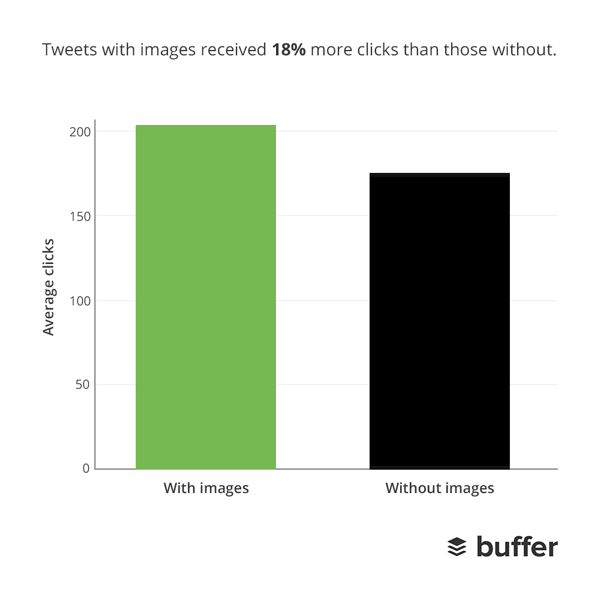 Tweets with images received 18% more clicks than those without.
200
150
100
50
0
Average clicks
With images
Without images
buffer